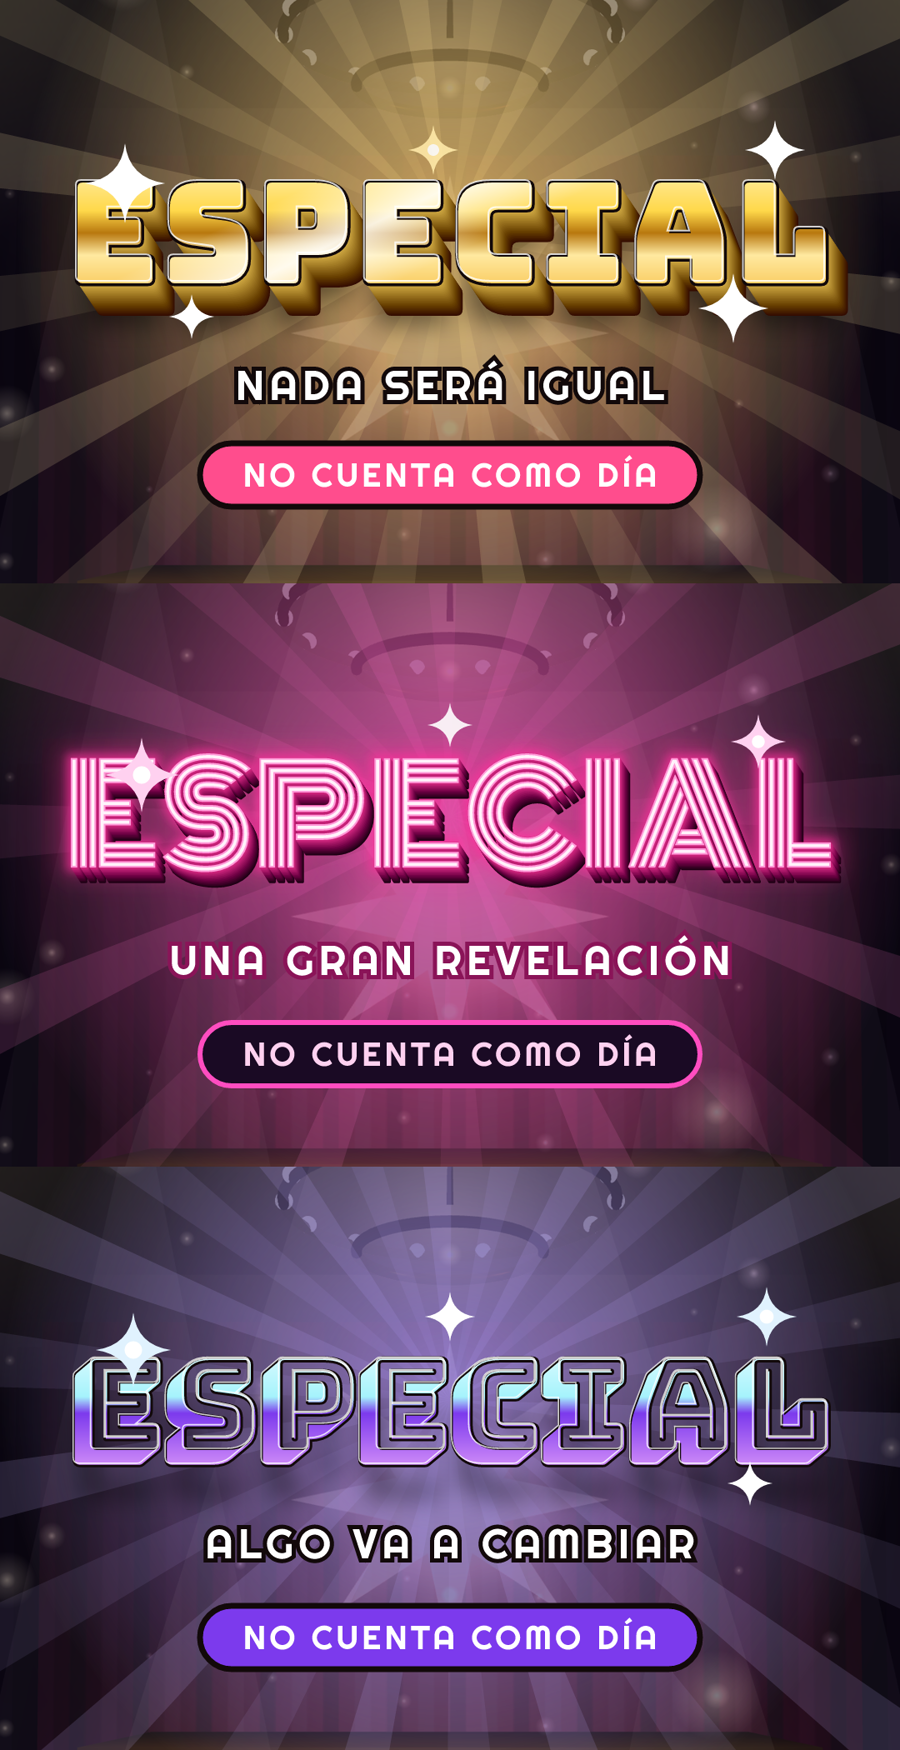 ESPECIAL
NADA SERÁ IGUAL
NO CUENTA COMO DÍA
ESPECIAL
UNA GRAN REVELACIÓN
NO CUENTA COMO DÍA
ESPECIAL
ALGO VA A CAMBIAR
NO CUENTA COMO DÍA